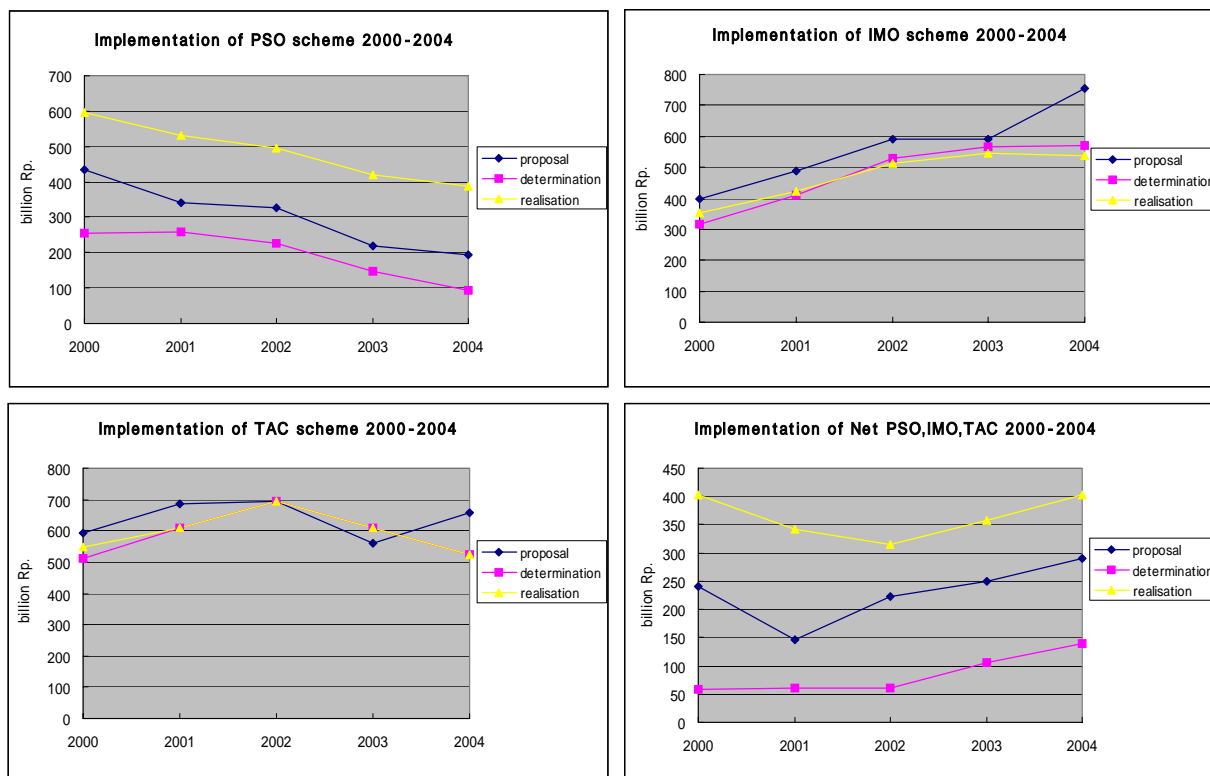 Implementation of PSO scheme 2000-2004
700
600
500
400
300
200
100
0
billion Rp.
2000 2001 2002 2003 2004
proposal
determination
realisation
Implementation of IMO scheme 2000-2004
800
700
600
500
400
300
200
100
0
billion Rp.
2000 2001 2002 2003 2004
proposal
determination
realisation
Implementation of TAC scheme 2000-2004
800
700
600
500
400
300
200
100
0
billion Rp.
2000 2001 2002 2003 2004
proposal
determination
realisation
Implementation of Net PSO,IMO,TAC 2000-2004
450
400
350
300
250
200
150
100
50
0
billion Rp.
2000 2001 2002 2003 2004
proposal
determination
realisation